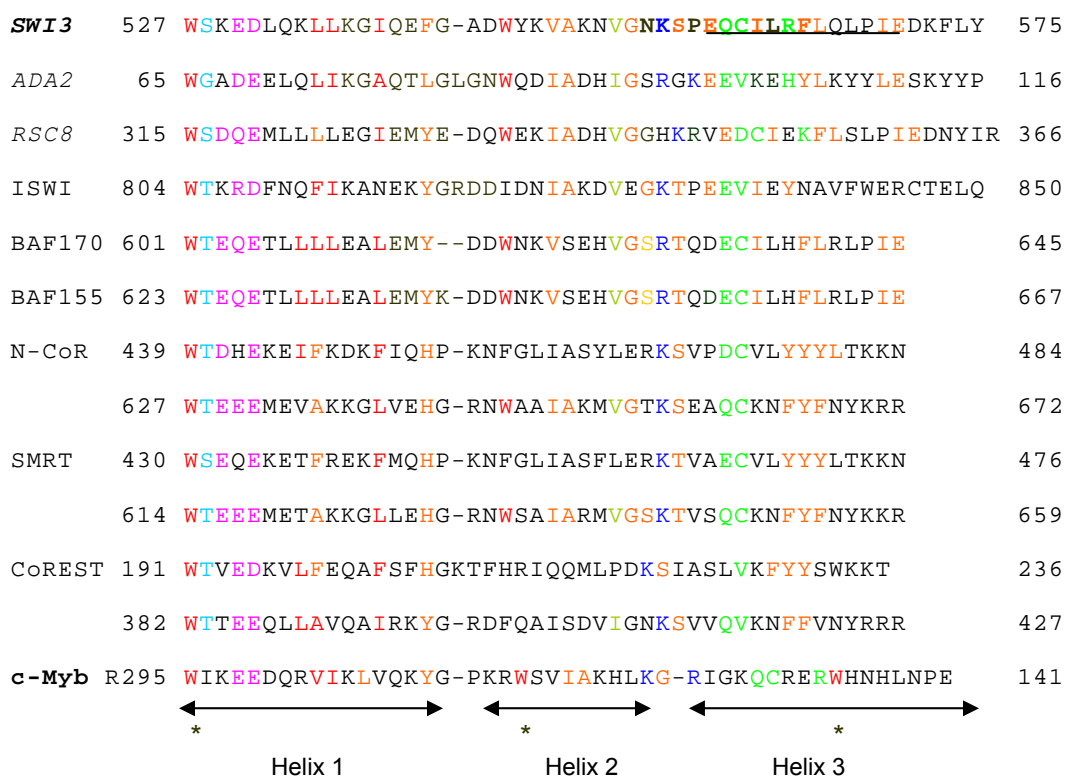 SWI3 527 WSKEDLQKLLKGIQEFG-ADWYKVAKNVGNKSPEQCILRFLQLPIEDKFLY 575
ADA2 65 WGADEELQLIKGAQTLGLGNWQDIADHIGSRGKEEVKEHYLKYYLESKYYP 116
RSC8 315 WSDQEMLLLLEGIEMYE-DQWEKIADHVGGHKRVEDCIEKFLSLPIEDNYIR 366
ISWI 804 WTKRDFNQFIKANEKYGRDDIDNIAKDVEGKTPEEVIEYNAVFWERCTELQ 850
BAF170 601 WTEQETLLLLEALEMY--DDWNKVSEHVGSRTQDECILHFLRLPIE 645
BAF155 623 WTEQETLLLLEALEMYK-DDWNKVSEHVGSRTQDECILHFLRLPIE 667
N-CoR 439 WTDHEKEIFKDKFIQHP-KNFGLIASYLERKSVPDCVLYYYLTKKN 484
627 WTEEEMEVAKKGLVEHG-RNWAAIAKMVGTKSEAQCKNFYFNYKRR 672
SMRT 430 WSEQEKETFREKFMQHP-KNFGLIASFLERKTVAECVLYYYLTKKN 476
614 WTEEEMETAKKGLLEHG-RNWSAIARMVGSKTVSQCKNFYFNYKKR 659
CoREST 191 WTVEDKVLFEQAFSFHGKTFHRIQQMLPDKSIASLVKFYYSWKKT 236
382 WTTEEQLLAVQAIRKYG-RDFQAISDVIGNKSVVQVKNFFVNYRRR 427
c-Myb R295 WIKEEDQRVIKLVQKYG-PKRWSVIAKHLKG-RIGKQCRERWHNHLNPE 141
* * *
Helix 1 Helix 2 Helix 3